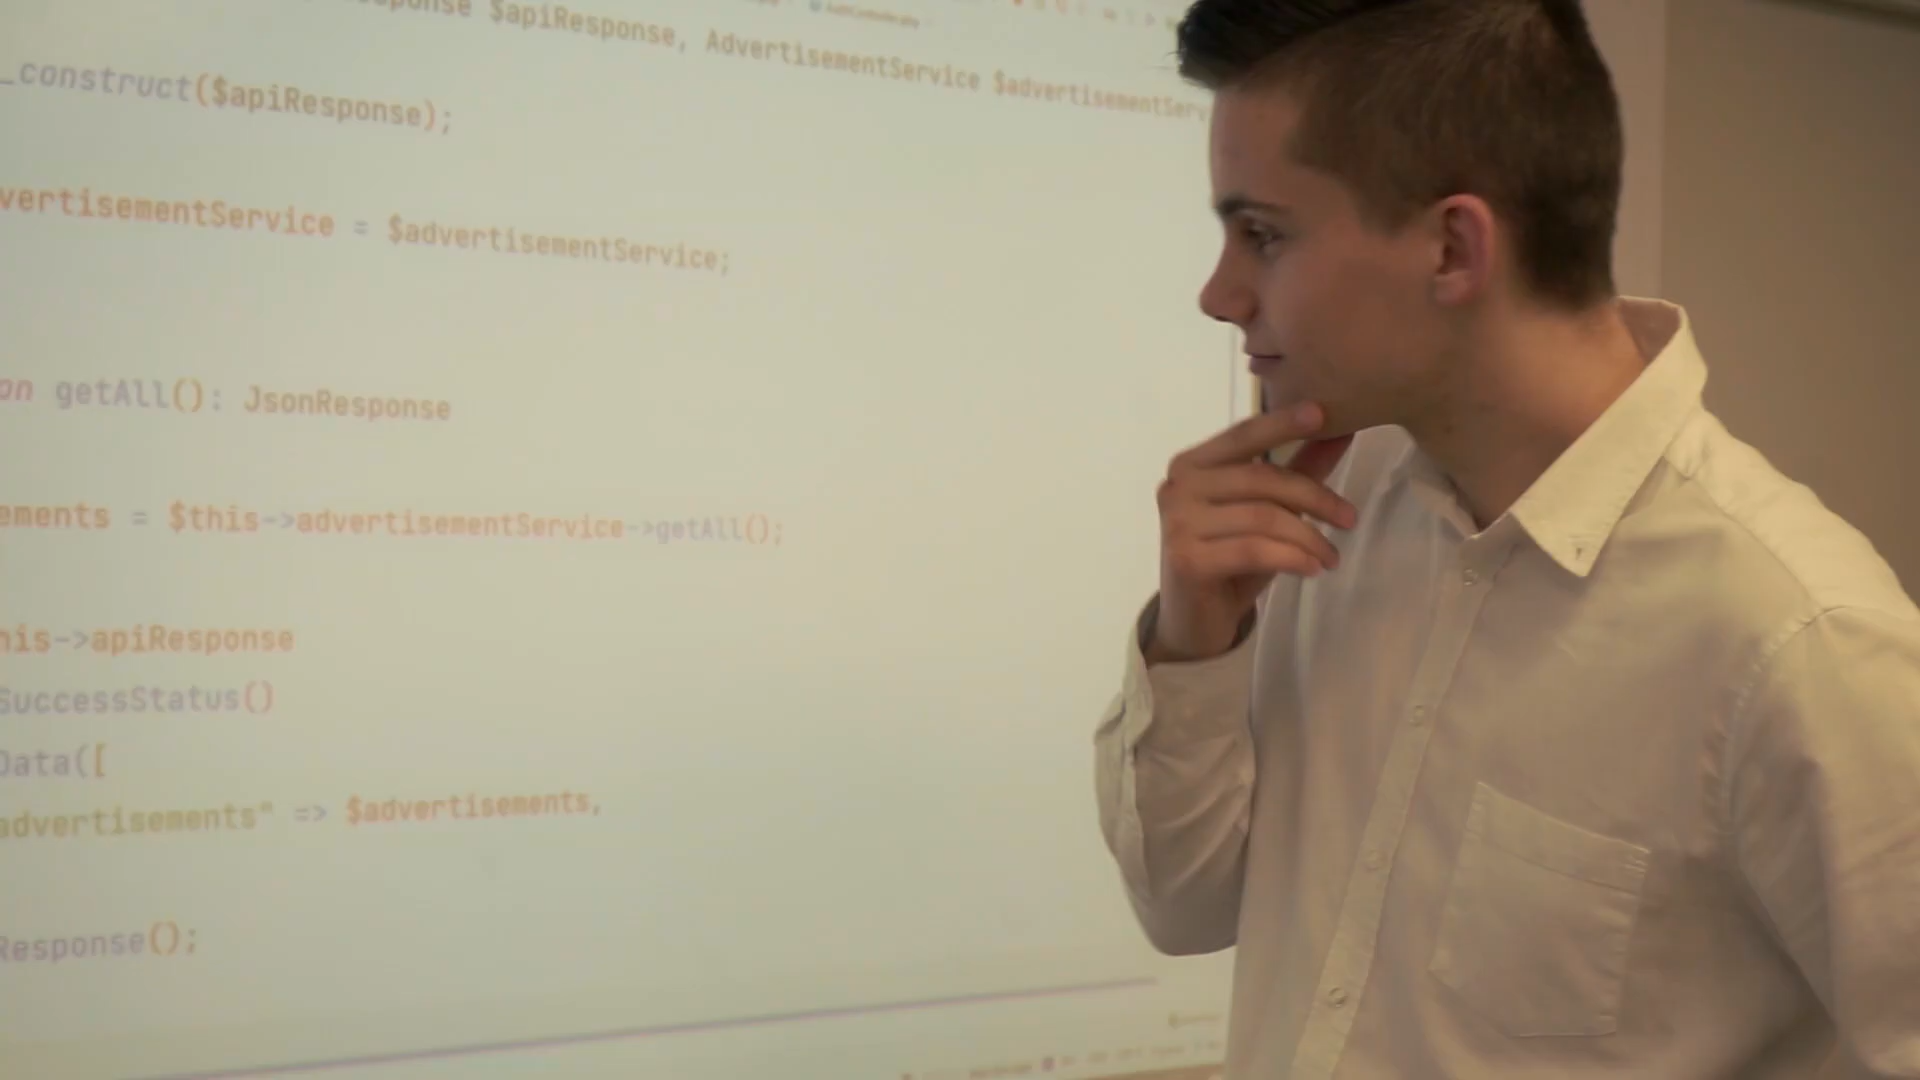 $apiResponse, AdvertisementService $advertisementServ
_construct($apiResponse);
vertisementService = $advertisementService;
on getAll(): JsonResponse
ements = $this->advertisementService->getAll();
his->apiResponse
SuccessStatus()
Data([
advertisements" => $advertisements,
Response();